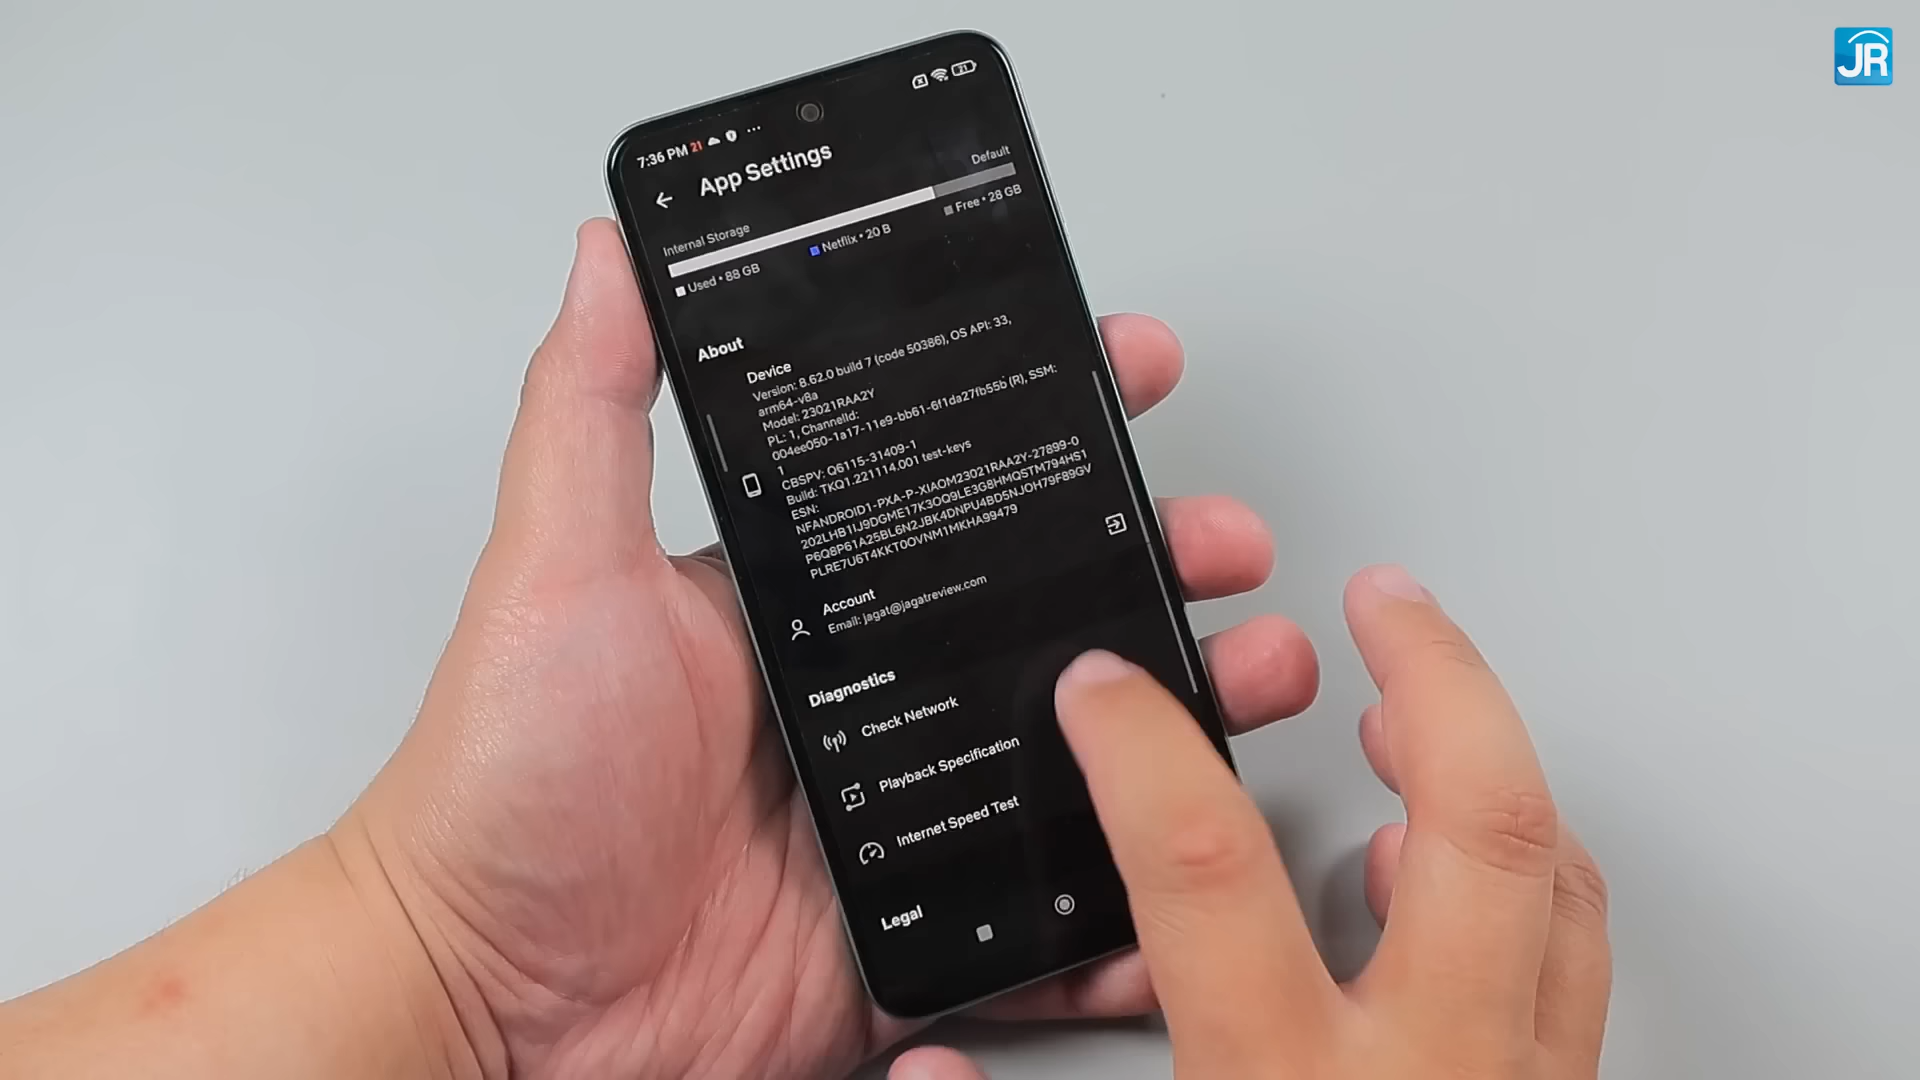 JR
7:36 PM 21
21
App Settings
Default
Internal Storage
Used • 88 GB
Netflix • 20 B
Free • 28 GB
About
Device
Version: 8.62.0 build 7 (code 50386), OS API: 33,
arm64-v8a
Model: 23021RAA2Y
PL: 1, ChannelId:
004ee050-1a17-11e9-bb61-6f1da27fb55b (R), SSM:
1
CBSPV: Q6115-31409-1
Build: TKQ1.221114.001 test-keys
ESN:
NFANDROID1-PXA-P-XIAOM23021RAA2Y-27899-0
202LHB1IJ9DGME17K3OQ9LE3G8HMQSTM794HS1
P6Q8P61A25BL6N2JBK4DNPU4BD5NJOH79F89GV
PLRE7U6T4KKT0OVNM1MKHA99479
Account
Email: jagat@jagatreview.com
Diagnostics
Check Network
Playback Specification
Internet Speed Test
Legal